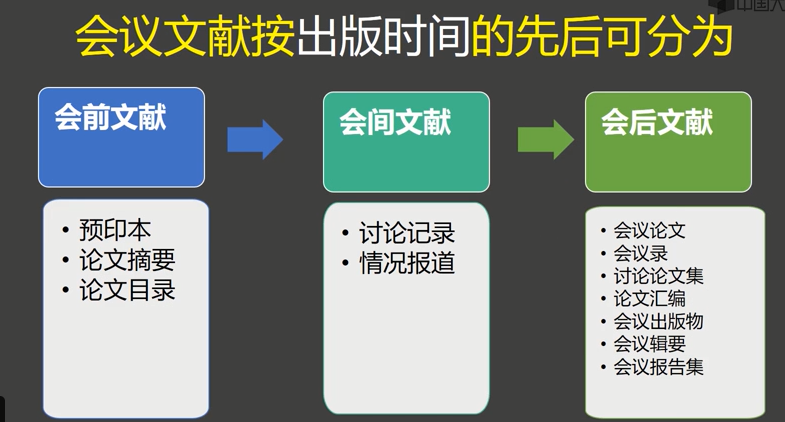 会议文献按出版时间的先后可分为
会前文献
• 预印本
• 论文摘要
• 论文目录
会间文献
• 讨论记录
• 情况报道
会后文献
• 会议论文
• 会议录
• 讨论论文集
• 论文汇编
• 会议出版物
• 会议辑要
• 会议报告集